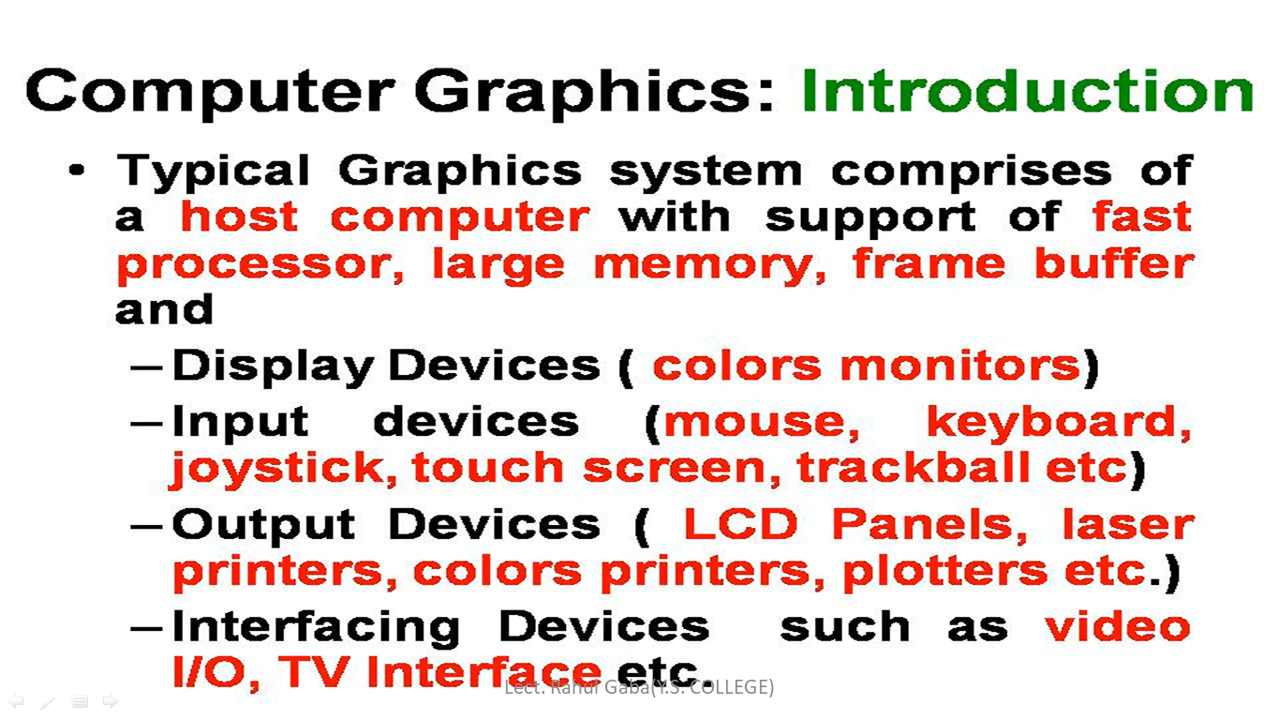 Computer Graphics: Introduction
• Typical Graphics system comprises of
a host computer with support of fast
processor, large memory, frame buffer
and
– Display Devices ( colors monitors)
– Input devices (mouse, keyboard,
joystick, touch screen, trackball etc)
– Output Devices ( LCD Panels, laser
printers, colors printers, plotters etc.)
– Interfacing Devices such as video
I/O, TV Interface etc.
Lect. Rahul Gaba(Y.S. COLLEGE)